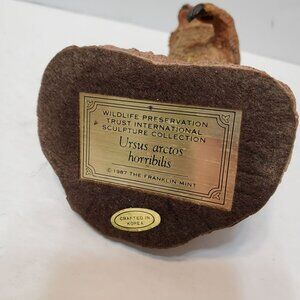 WILDLIFE PRESERVATION
TRUST INTERNATIONAL
SCULPTURE COLLECTION
Ursus arctos
horribilis
© 1987 THE FRANKLIN MINT
CRAFTED IN
KOREA